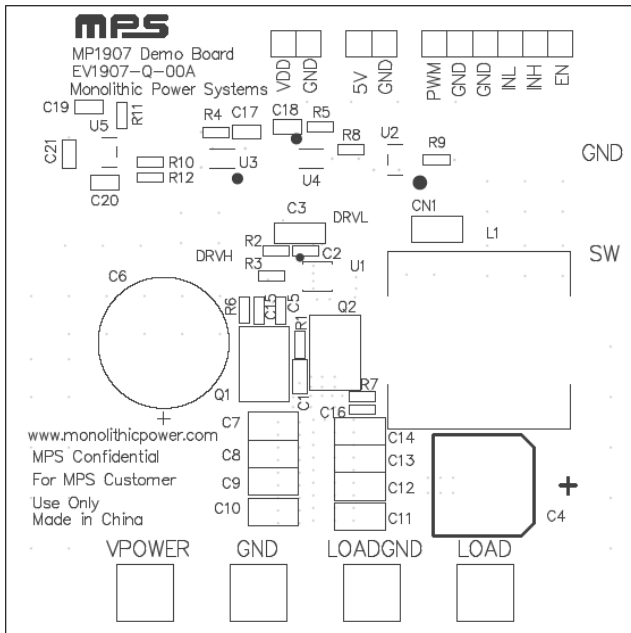 MPS
MP1907 Demo Board
EV1907-Q-00A
Monolithic Power Systems
VDD
GND
5V
GND
PWM
GND
GND
INL
INH
EN
C19
R11
U5
C21
C20
R10
R12
R4
C17
C18
R5
U3
U4
R8
U2
R9
GND
C3
DRVL
CN1
L1
R2
DRVH
C2
R3
U1
SW
C6
R6
C15
C5
Q2
R1
Q1
C1
R7
C16
+
C7
C8
C9
C10
C14
C13
C12
C11
www.monolithicpower.com
MPS Confidential
For MPS Customer
Use Only
Made in China
+
C4
VPOWER
GND
LOADGND
LOAD